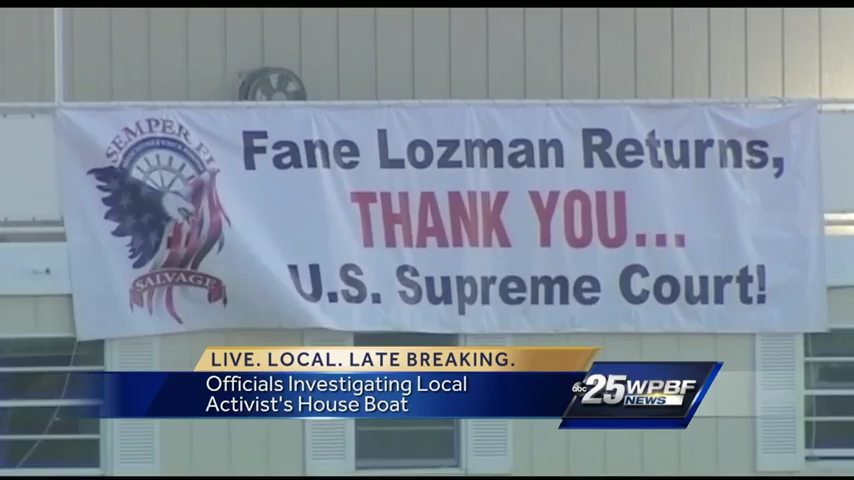 SEMPER FI
Fane Lozman Returns,
THANK YOU...
U.S. Supreme Court!
SALVAGE
LIVE. LOCAL. LATE BREAKING.
Officials Investigating Local
Activist's House Boat
abc 25 WPBF
NEWS